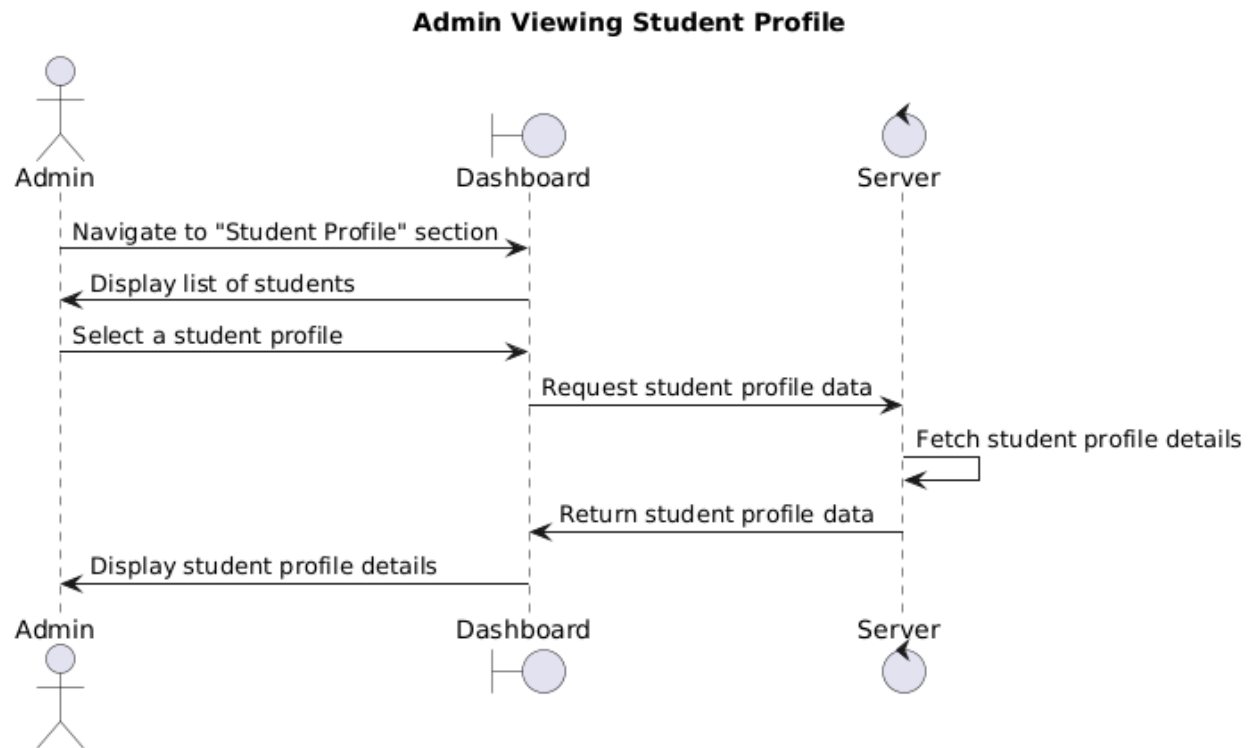 Admin Viewing Student Profile
Admin
Dashboard
Server
Navigate to "Student Profile" section
Display list of students
Select a student profile
Request student profile data
Fetch student profile details
Return student profile data
Display student profile details
Admin
Dashboard
Server